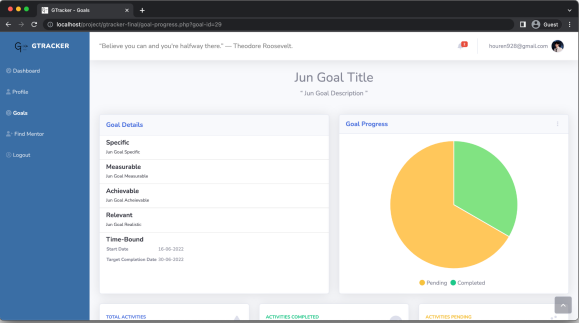 GTracker - Goals
localhost/project/gtracker-final/goal-progress.php?goal-id=29
Guest
GTRACKER
"Believe you can and you're halfway there." — Theodore Roosevelt.
houren928@gmail.com
Dashboard
Profile
Goals
Find Mentor
Logout
Jun Goal Title
" Jun Goal Description "
Goal Details
Specific
Jun Goal Specific
Measurable
Jun Goal Measurable
Achievable
Jun Goal Acheievable
Relevant
Jun Goal Realistic
Time-Bound
Start Date 16-06-2022
Target Completion Date 30-06-2022
Goal Progress
Pending Completed
TOTAL ACTIVITIES
ACTIVITIES COMPLETED
ACTIVITIES PENDING